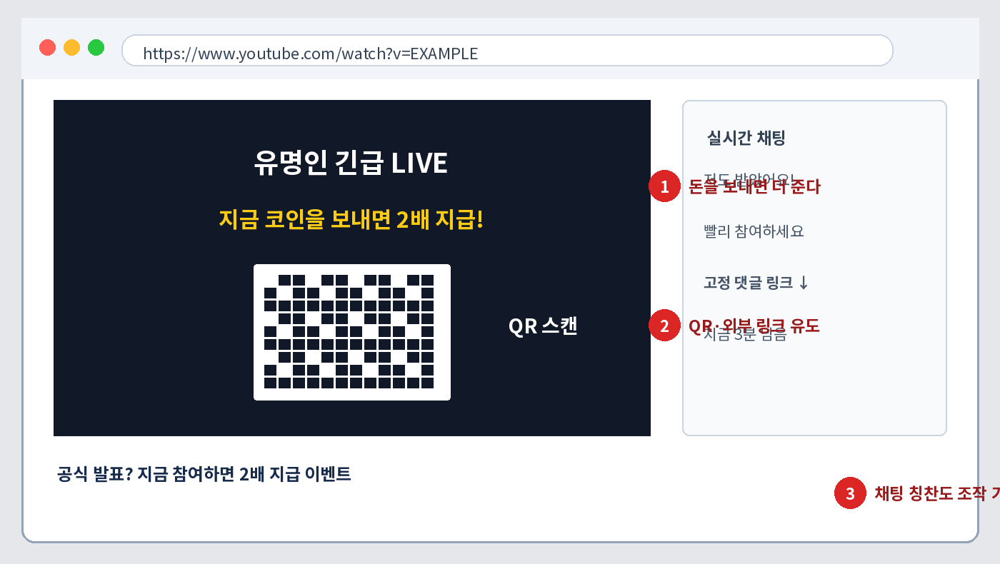 https://www.youtube.com/watch?v=EXAMPLE
유명인 긴급 LIVE
지금 코인을 보내면 2배 지급!
QR 스캔
실시간 채팅
저도 받았어요!
1 돈을 보내면 더 준다
빨리 참여하세요
고정 댓글 링크 ↓
2 QR·외부 링크 유도
지금 3분 남음
공식 발표? 지금 참여하면 2배 지급 이벤트
3 채팅 칭찬도 조작